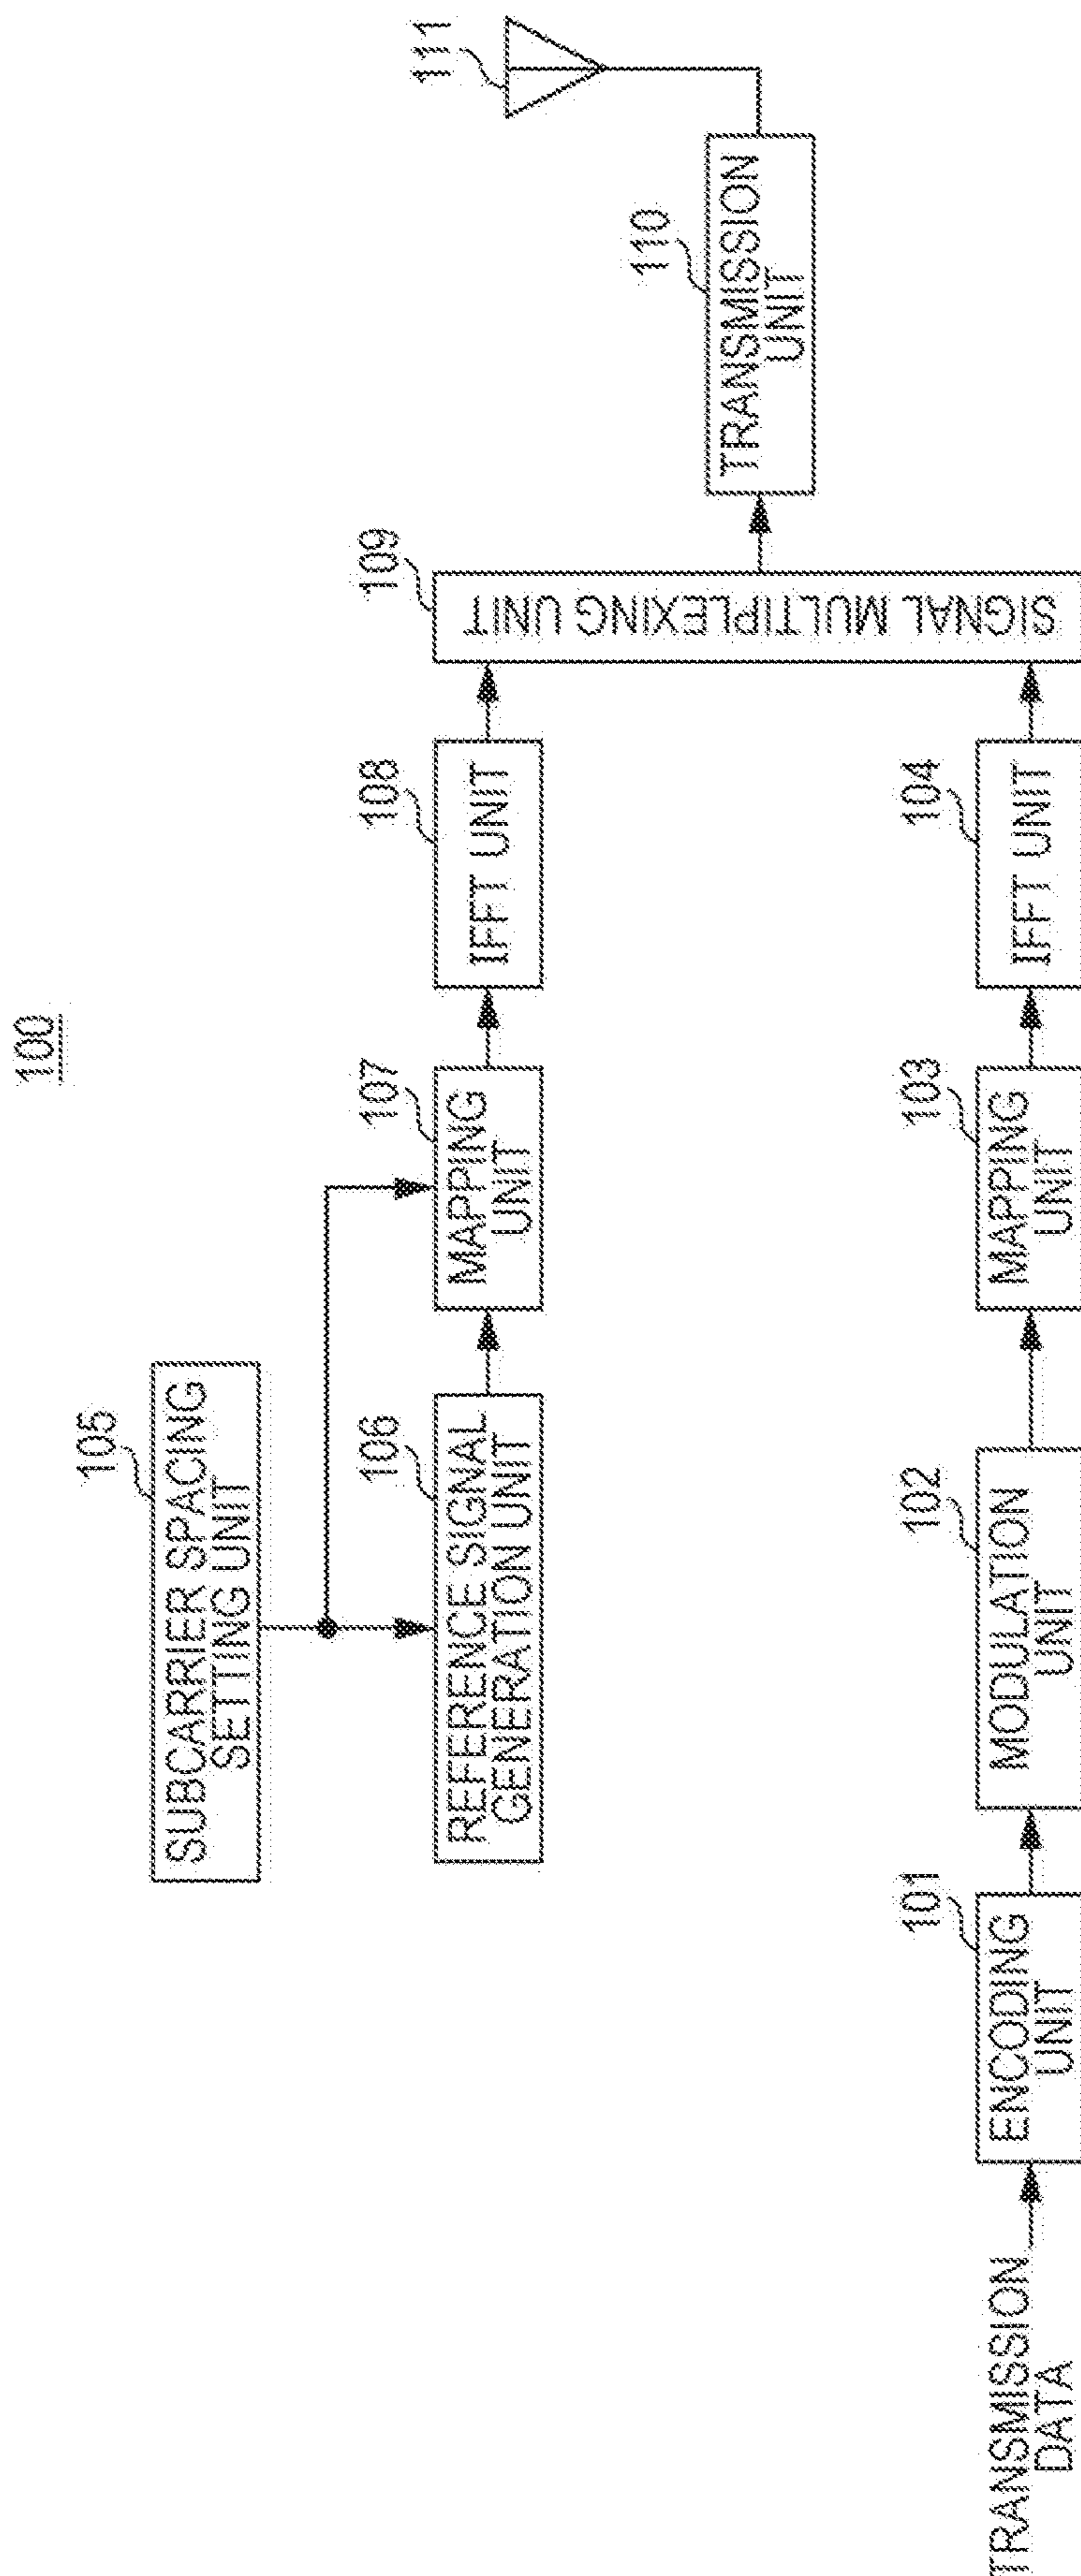 100
105
SUBCARRIER SPACING
SETTING UNIT
106
REFERENCE SIGNAL
GENERATION UNIT
107
MAPPING
UNIT
108
IFFT UNIT
109
SIGNAL MULTIPLEXING UNIT
110
TRANSMISSION
UNIT
111
TRANSMISSION
DATA
101
ENCODING
UNIT
102
MODULATION
UNIT
103
MAPPING
UNIT
104
IFFT UNIT